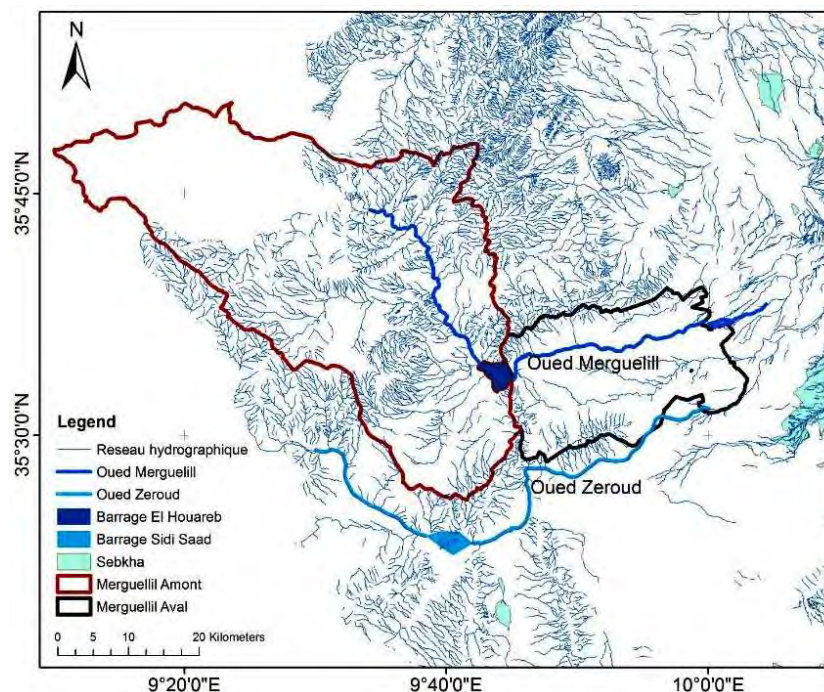 N
35°45'0"N
35°30'0"N
Oued Merguelill
Oued Zeroud
Legend
Reseau hydrographique
Oued Merguelill
Oued Zeroud
Barrage El Houareb
Barrage Sidi Saad
Sebkha
Merguellil Amont
Merguellil Aval
0 5 10 20 Kilometers
9°20'0"E 9°40'0"E 10°0'0"E